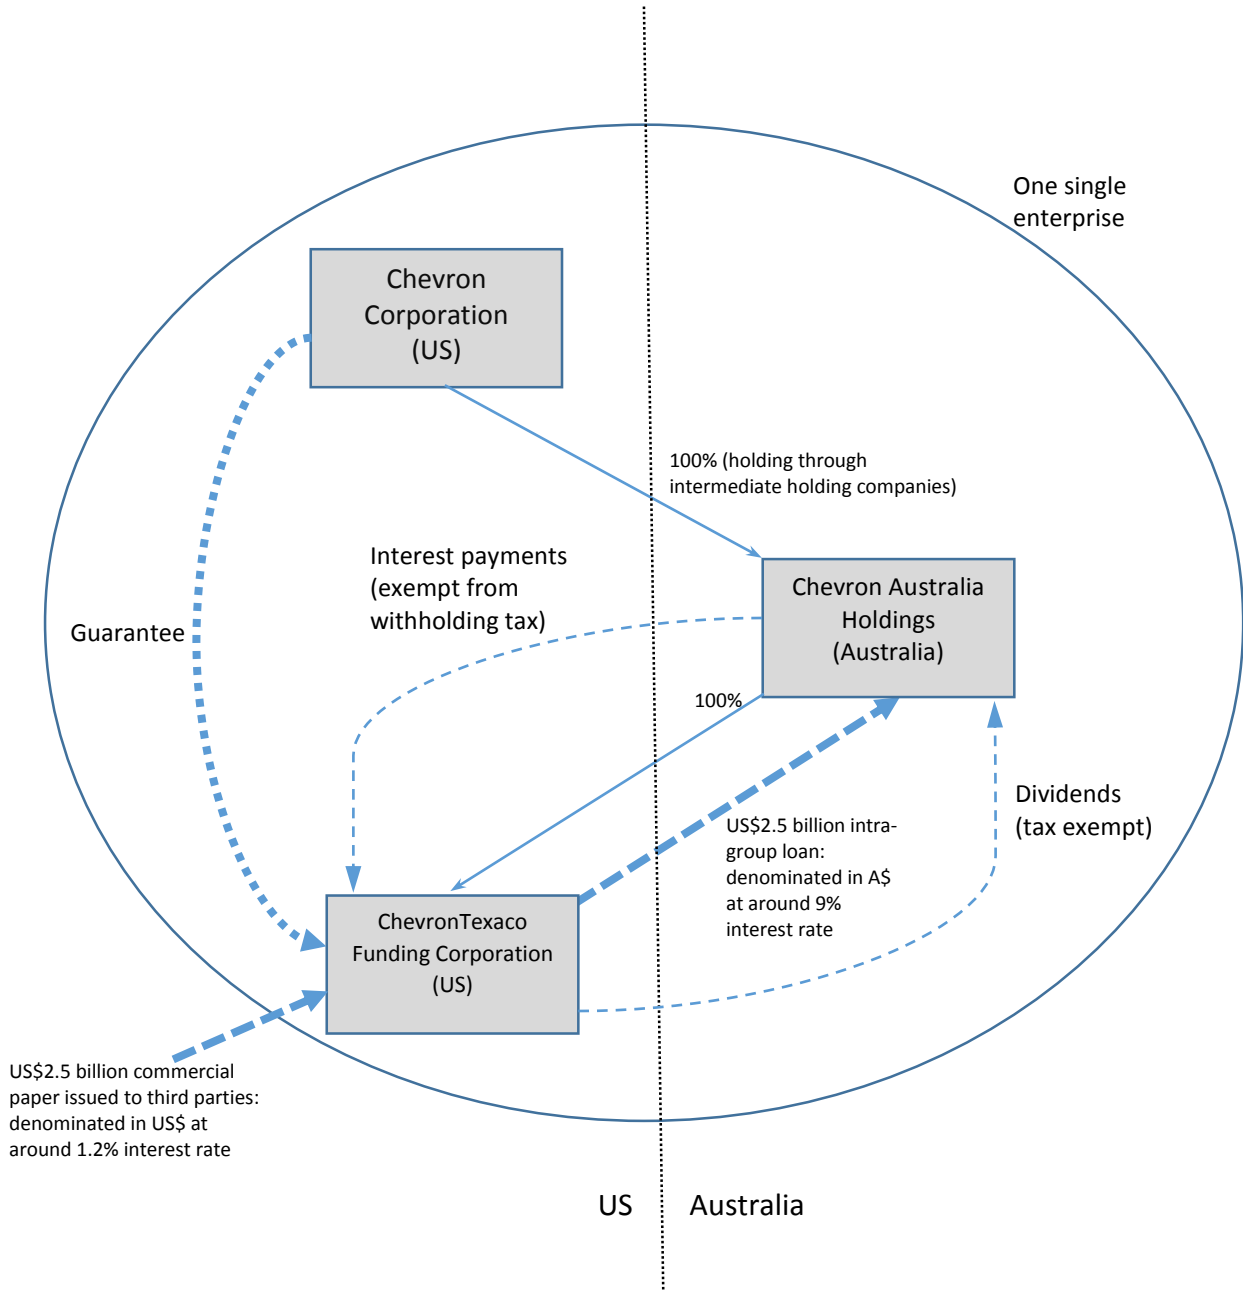 One single
enterprise
Chevron
Corporation
(US)
100% (holding through
intermediate holding companies)
Interest payments
(exempt from
withholding tax)
Chevron Australia
Holdings
(Australia)
Guarantee
100%
Dividends
(tax exempt)
US$2.5 billion intra-
group loan:
denominated in A$
at around 9%
interest rate
ChevronTexaco
Funding Corporation
(US)
US$2.5 billion commercial
paper issued to third parties:
denominated in US$ at
around 1.2% interest rate
US
Australia